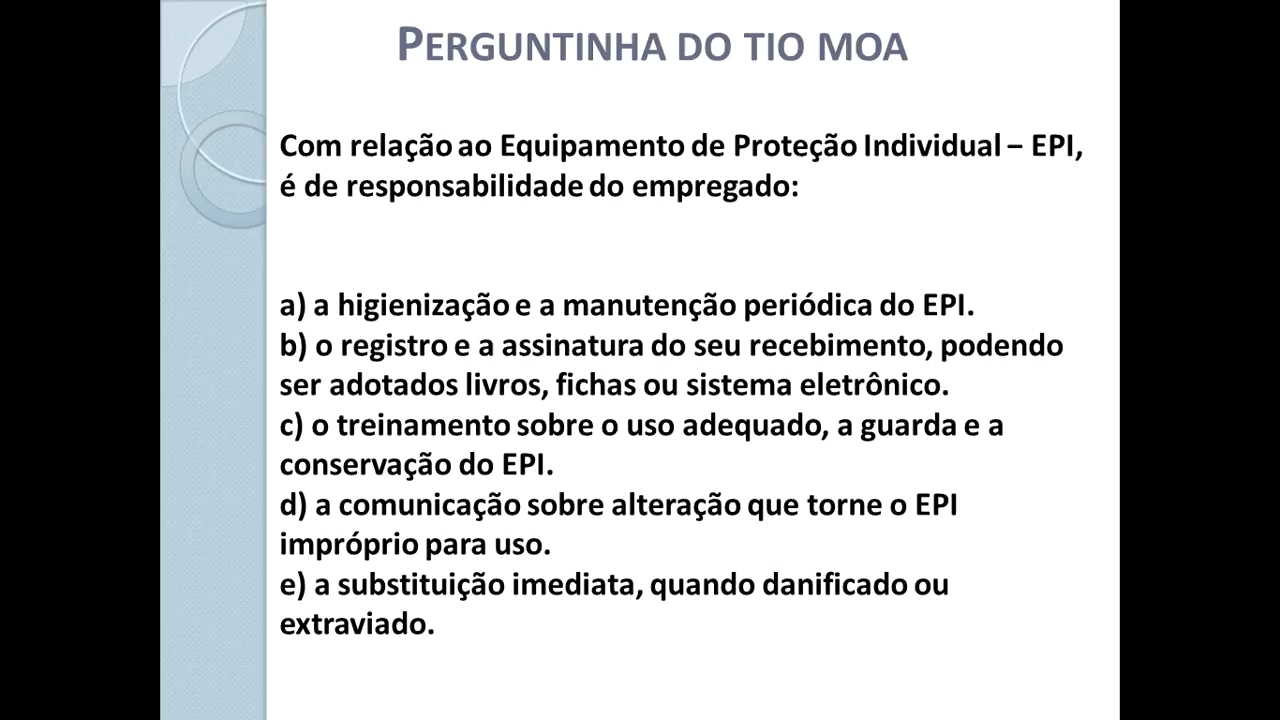 PERGUNTINHA DO TIO MOA
Com relação ao Equipamento de Proteção Individual – EPI,
é de responsabilidade do empregado:
a) a higienização e a manutenção periódica do EPI.
b) o registro e a assinatura do seu recebimento, podendo
ser adotados livros, fichas ou sistema eletrônico.
c) o treinamento sobre o uso adequado, a guarda e a
conservação do EPI.
d) a comunicação sobre alteração que torne o EPI
impróprio para uso.
e) a substituição imediata, quando danificado ou
extraviado.